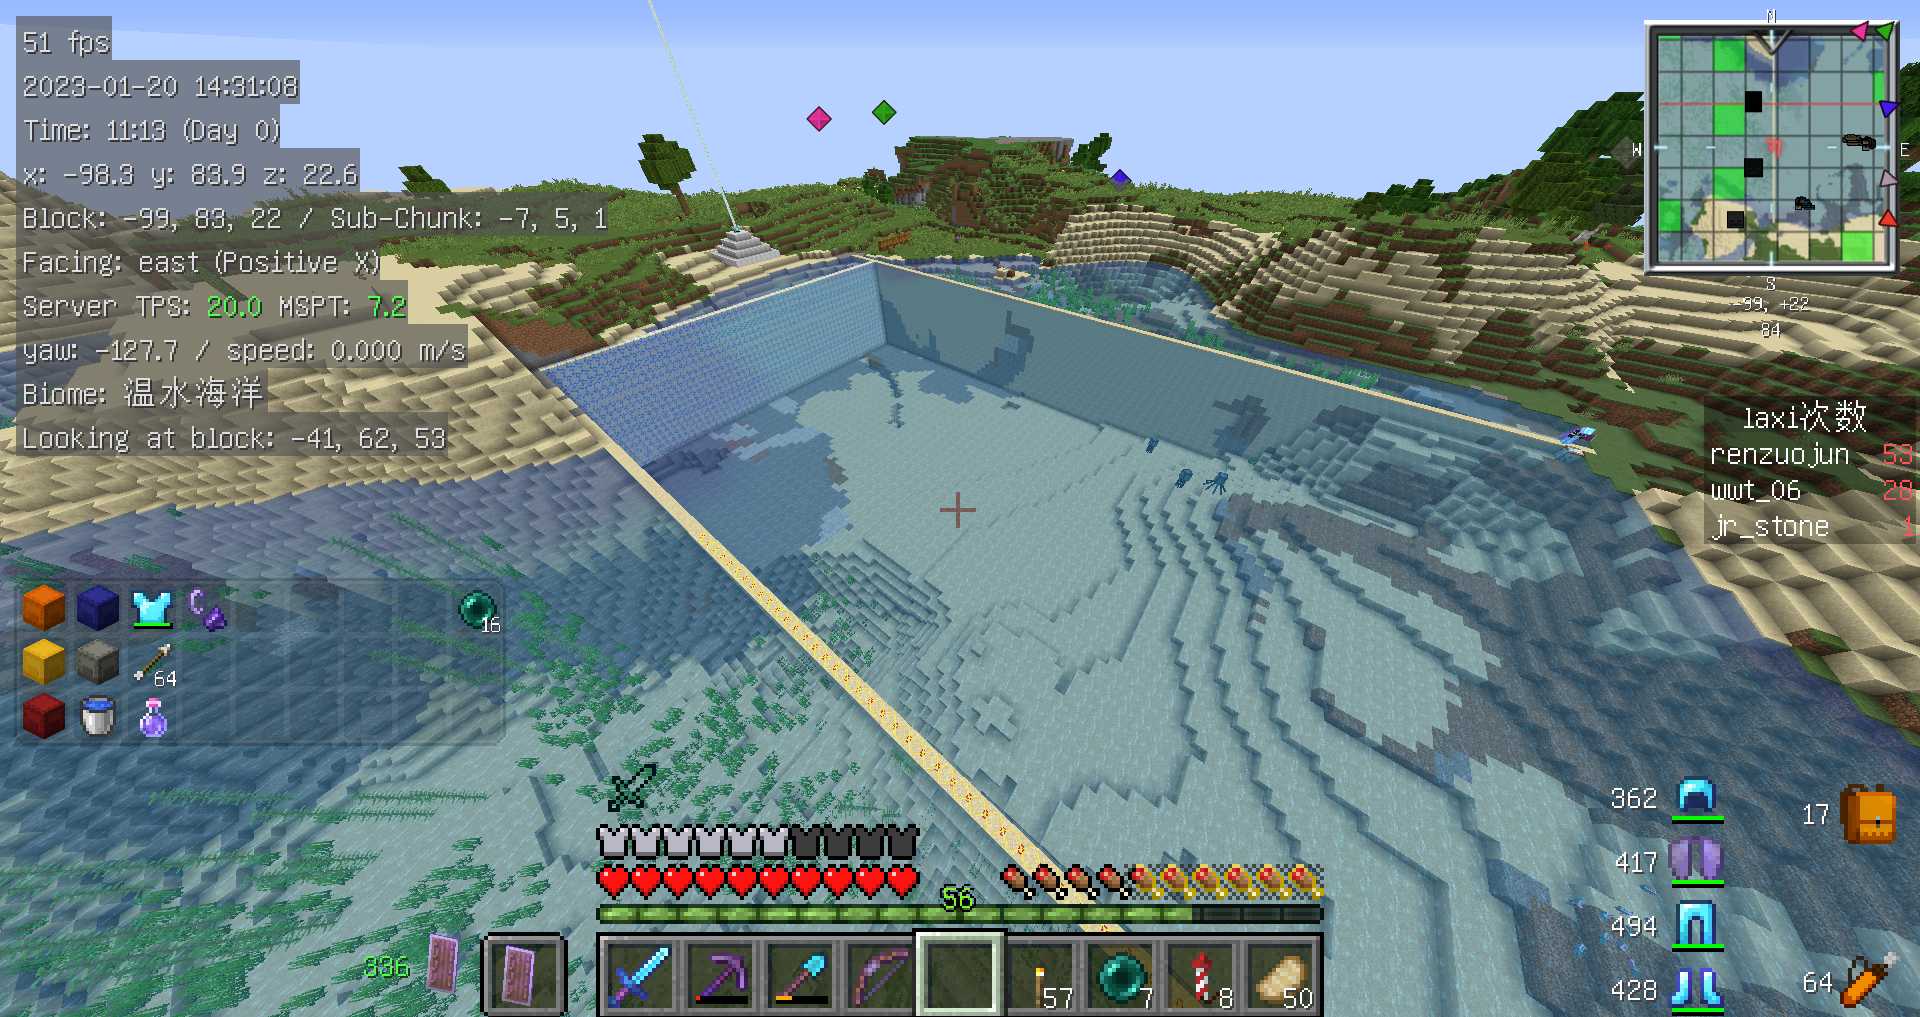 51 fps
2023-01-20 14:31:08
Time: 11:13 (Day 0)
x: -98.3 y: 83.9 z: 22.6
Block: -99, 83, 22 / Sub-Chunk: -7, 5, 1
Facing: east (Positive X)
Server TPS: 20.0 MSPT: 7.2
yaw: -127.7 / speed: 0.000 m/s
Biome: 温水海洋
Looking at block: -41, 62, 53
N
W
E
S
-99, +22
84
laxi次数
renzuojun 53
wwt_06 28
jr_stone 1
16
64
362
17
417
494
428
64
56
336
57
7
8
50